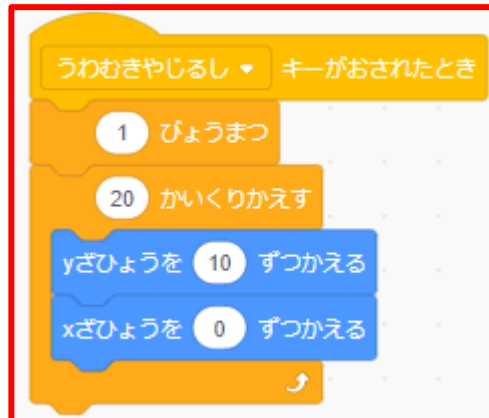 うわむきやじるし キーがおされたとき
1 びょうまつ
20 かいくりかえす
yざひょうを 10 ずつかえる
xざひょうを 0 ずつかえる